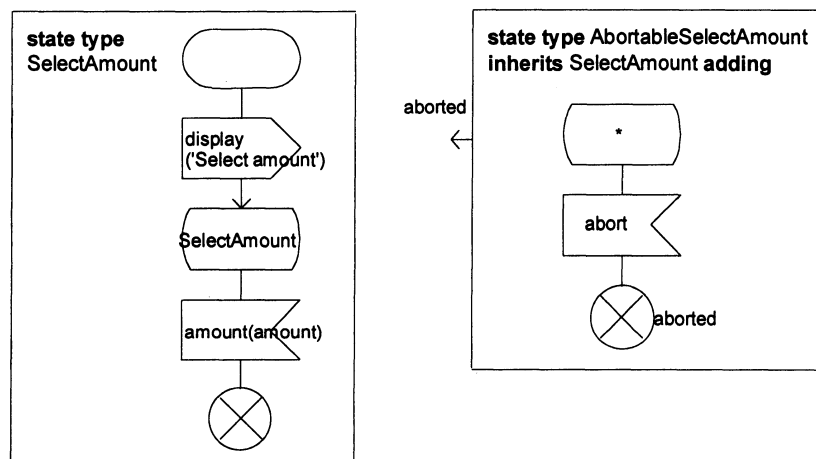 state type
SelectAmount
display
('Select amount')
SelectAmount
amount(amount)
aborted
state type AbortableSelectAmount
inherits SelectAmount adding
*
abort
aborted